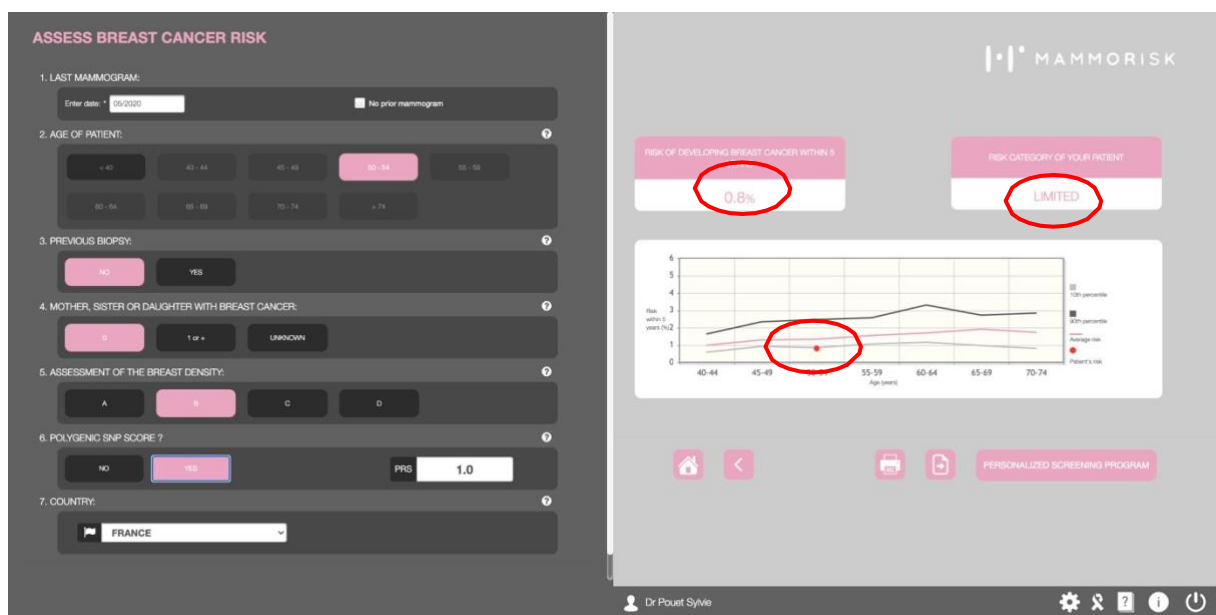 ASSESS BREAST CANCER RISK
1. LAST MAMMOGRAM:
Enter date: * 05/2020
No prior mammogram
2. AGE OF PATIENT:
< 40
40 - 44
45 - 49
50 - 54
55 - 59
60 - 64
65 - 69
70 - 74
> 74
3. PREVIOUS BIOPSY:
NO
YES
4. MOTHER, SISTER OR DAUGHTER WITH BREAST CANCER:
0
1 or +
UNKNOWN
5. ASSESSMENT OF THE BREAST DENSITY:
A
B
C
D
6. POLYGENIC SNP SCORE ?
NO
YES
PRS
1.0
7. COUNTRY:
FRANCE
MAMMORISK
RISK OF DEVELOPING BREAST CANCER WITHIN 5
0.8%
RISK CATEGORY OF YOUR PATIENT
LIMITED
6
5
4
3
2
1
0
Risk
within 5
years (%)
40-44
45-49
55-59
60-64
65-69
70-74
Age (years)
10th percentile
90th percentile
Average risk
Patient's risk
PERSONALIZED SCREENING PROGRAM
Dr Pouet Sylvie